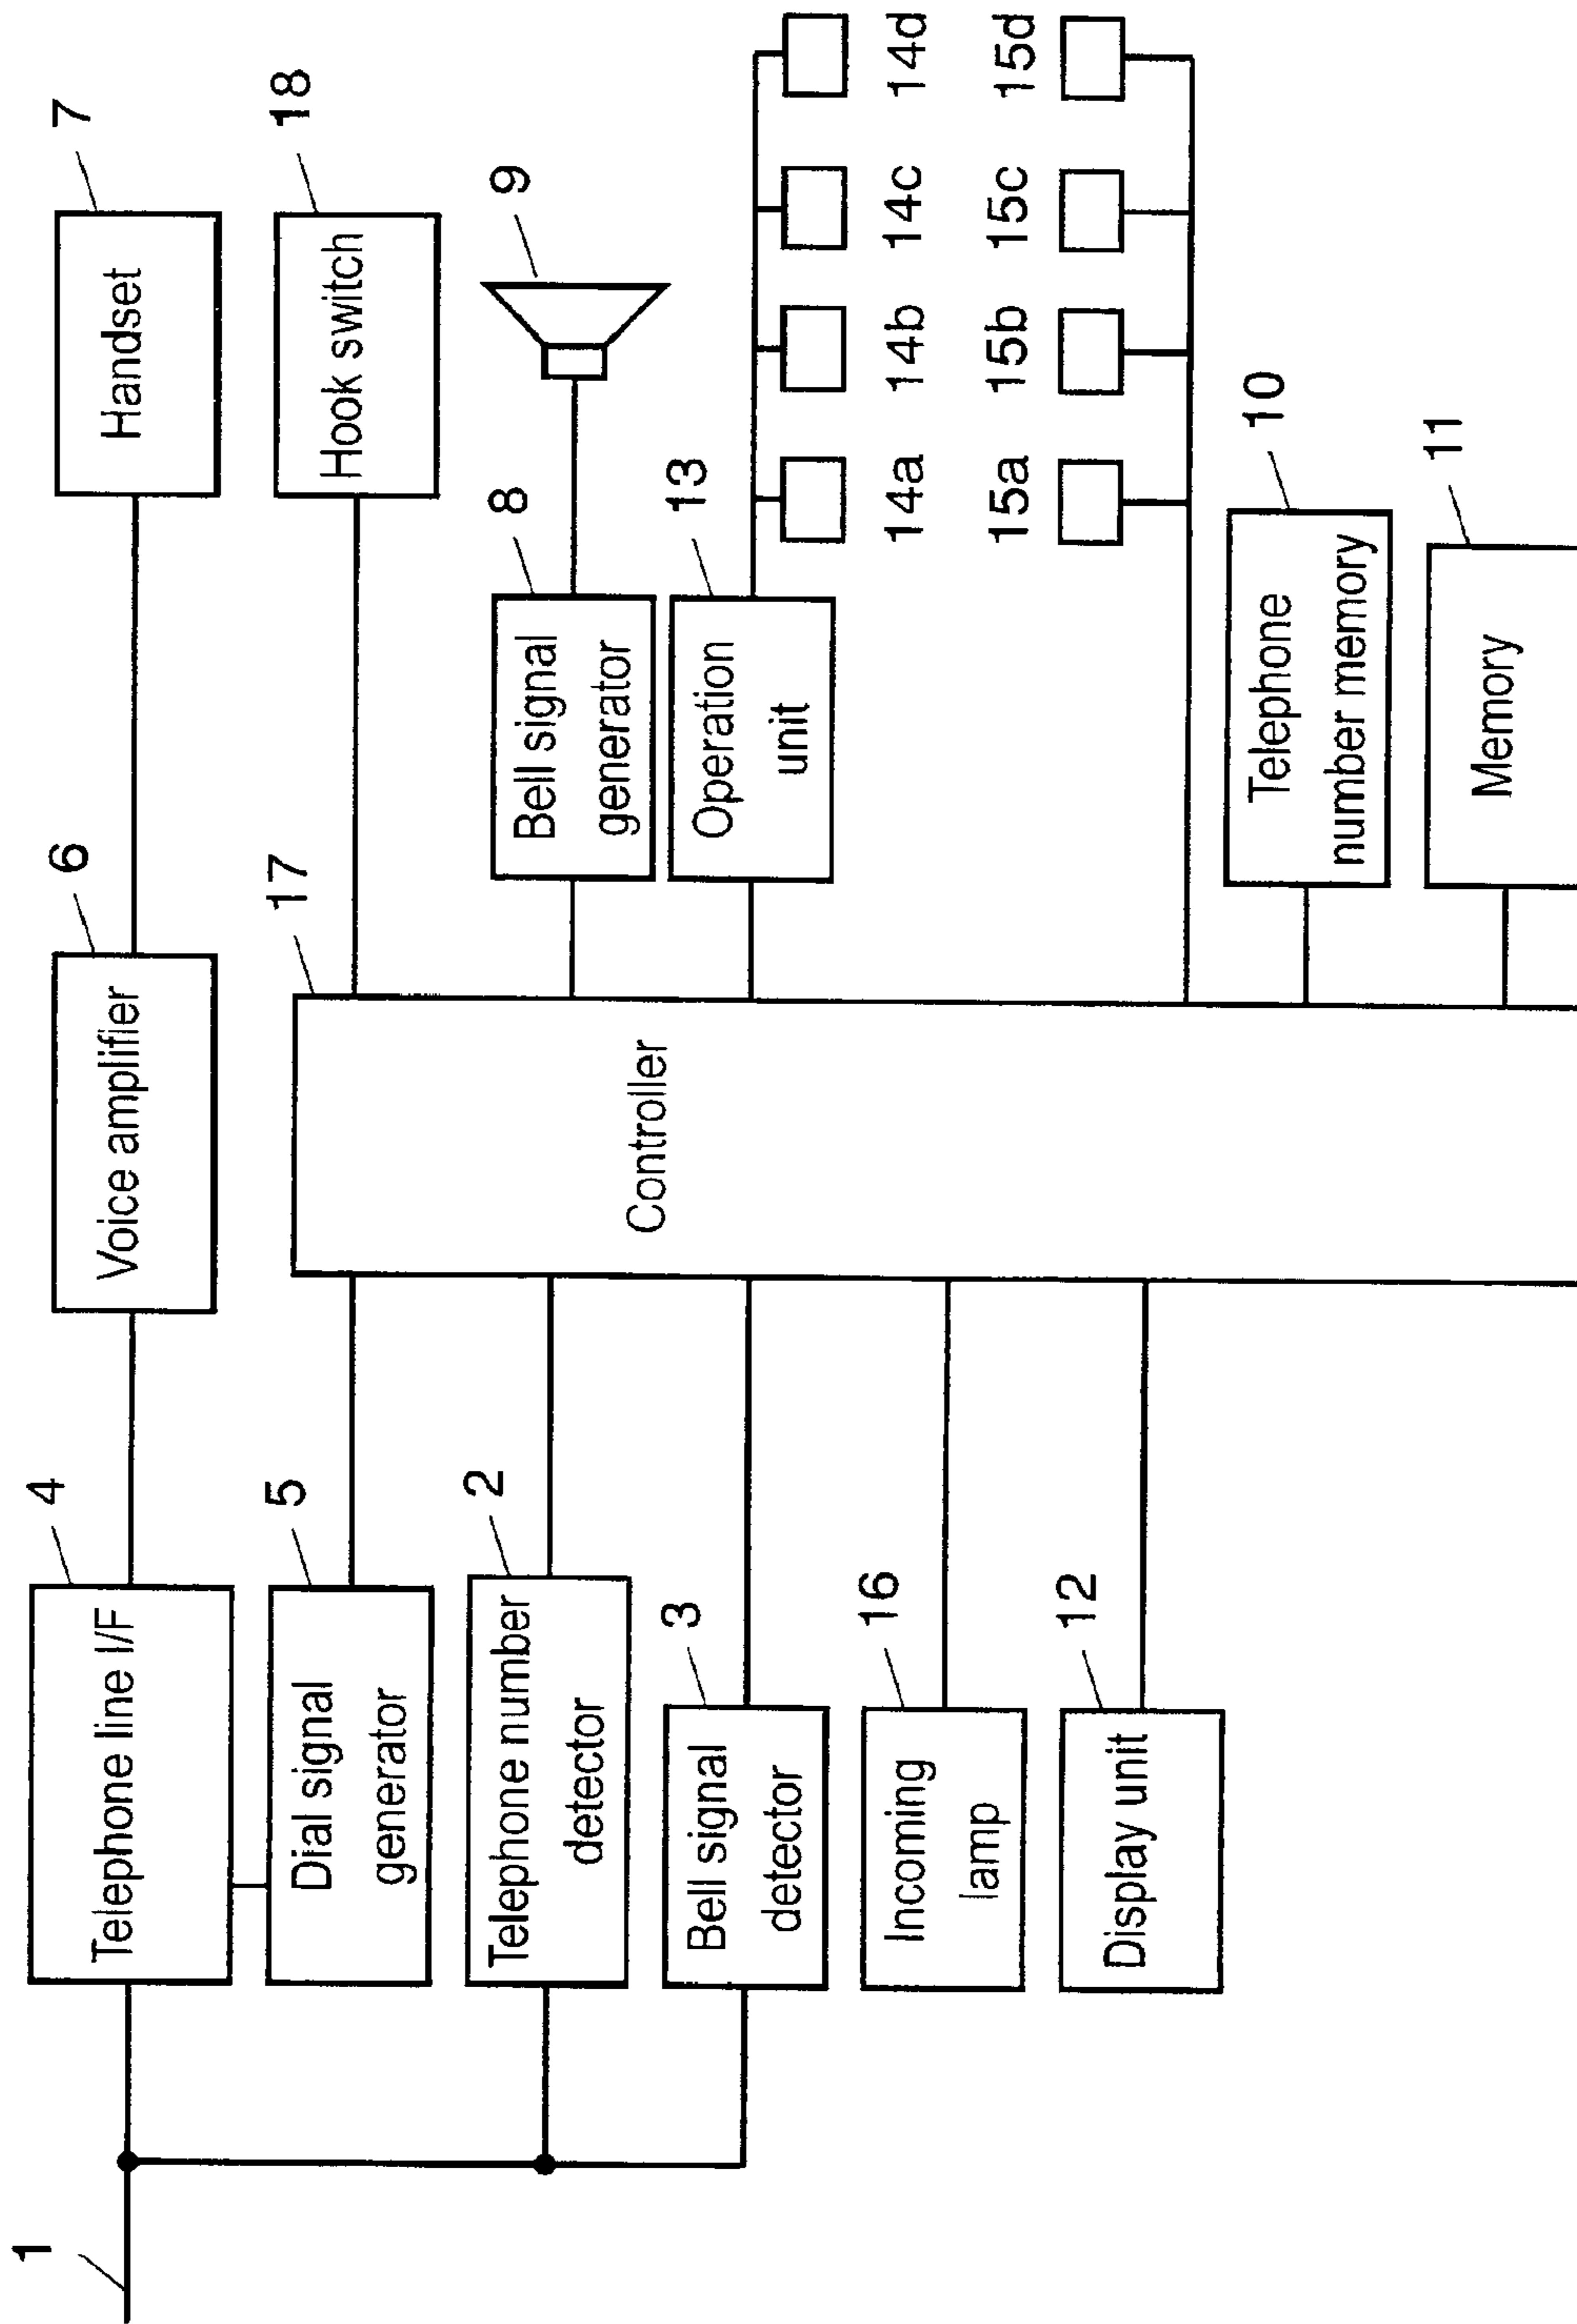 1
4
Telephone line I/F
6
Voice amplifier
7
Handset
5
Dial signal
generator
17
Controller
18
Hook switch
2
Telephone number
detector
8
Bell signal
generator
9
3
Bell signal
detector
13
Operation
unit
14a
14b
14c
14d
16
Incoming
lamp
15a
15b
15c
15d
12
Display unit
10
Telephone
number memory
11
Memory